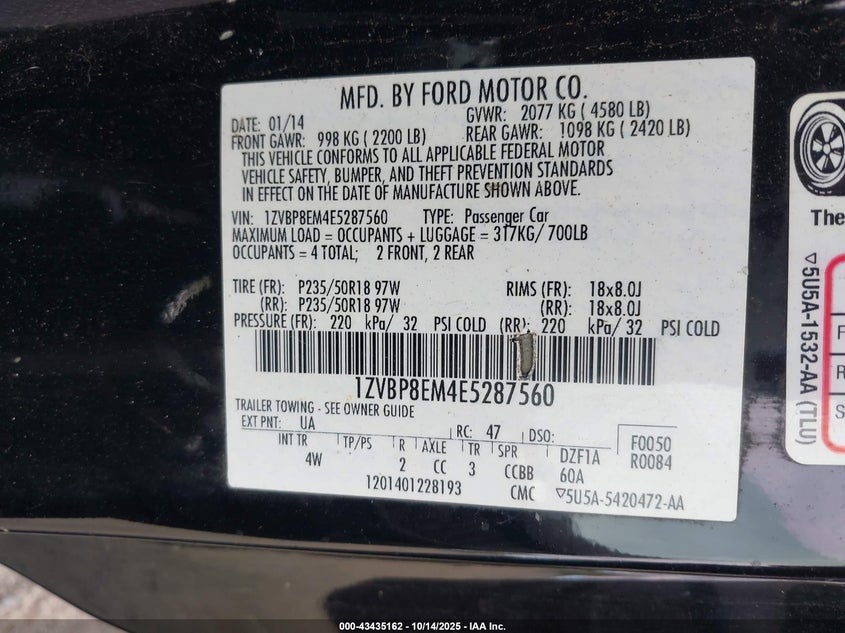 MFD. BY FORD MOTOR CO.
DATE: 01/14 GVWR: 2077 KG ( 4580 LB)
FRONT GAWR: 998 KG ( 2200 LB) REAR GAWR: 1098 KG ( 2420 LB)
THIS VEHICLE CONFORMS TO ALL APPLICABLE FEDERAL MOTOR
VEHICLE SAFETY, BUMPER, AND THEFT PREVENTION STANDARDS
IN EFFECT ON THE DATE OF MANUFACTURE SHOWN ABOVE.
VIN: 1ZVBP8EM4E5287560 TYPE: Passenger Car
MAXIMUM LOAD = OCCUPANTS + LUGGAGE = 317KG/ 700LB
OCCUPANTS = 4 TOTAL; 2 FRONT, 2 REAR
TIRE (FR): P235/50R18 97W RIMS (FR): 18x8.0J
(RR): P235/50R18 97W (RR): 18x8.0J
PRESSURE (FR): 220 kPa/ 32 PSI COLD (RR): 220 kPa/ 32 PSI COLD
1ZVBP8EM4E5287560
TRAILER TOWING - SEE OWNER GUIDE
EXT PNT: UA RC: 47 DSO: F0050
INT TR TP/PS R AXLE TR SPR DZF1A R0084
4W 2 CC 3 CCBB 60A
1201401228193 CMC ▽5U5A-5420472-AA
The
▽5U5A-1532-AA (TLU)
F
R
S
000-43435162 | 10/14/2025 - IAA Inc.